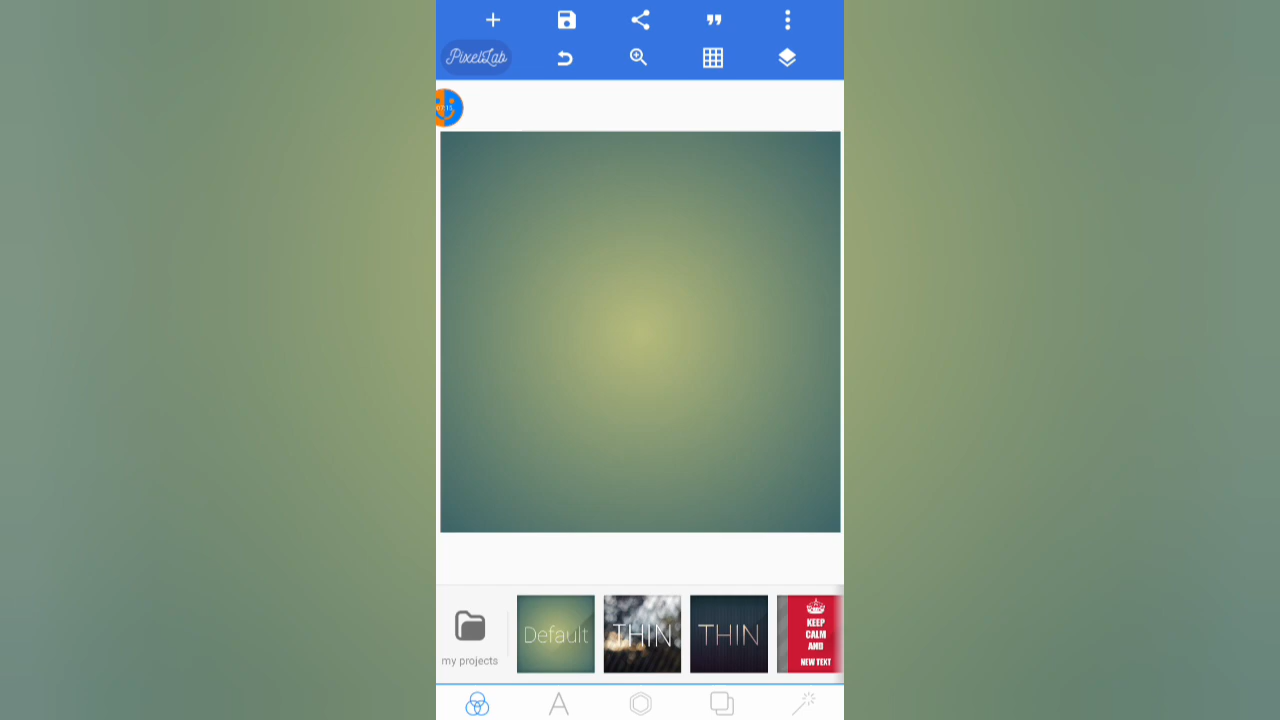 PixelLab
my projects
Default
THIN
THIN
KEEP
CALM
AND
NEW TEXT